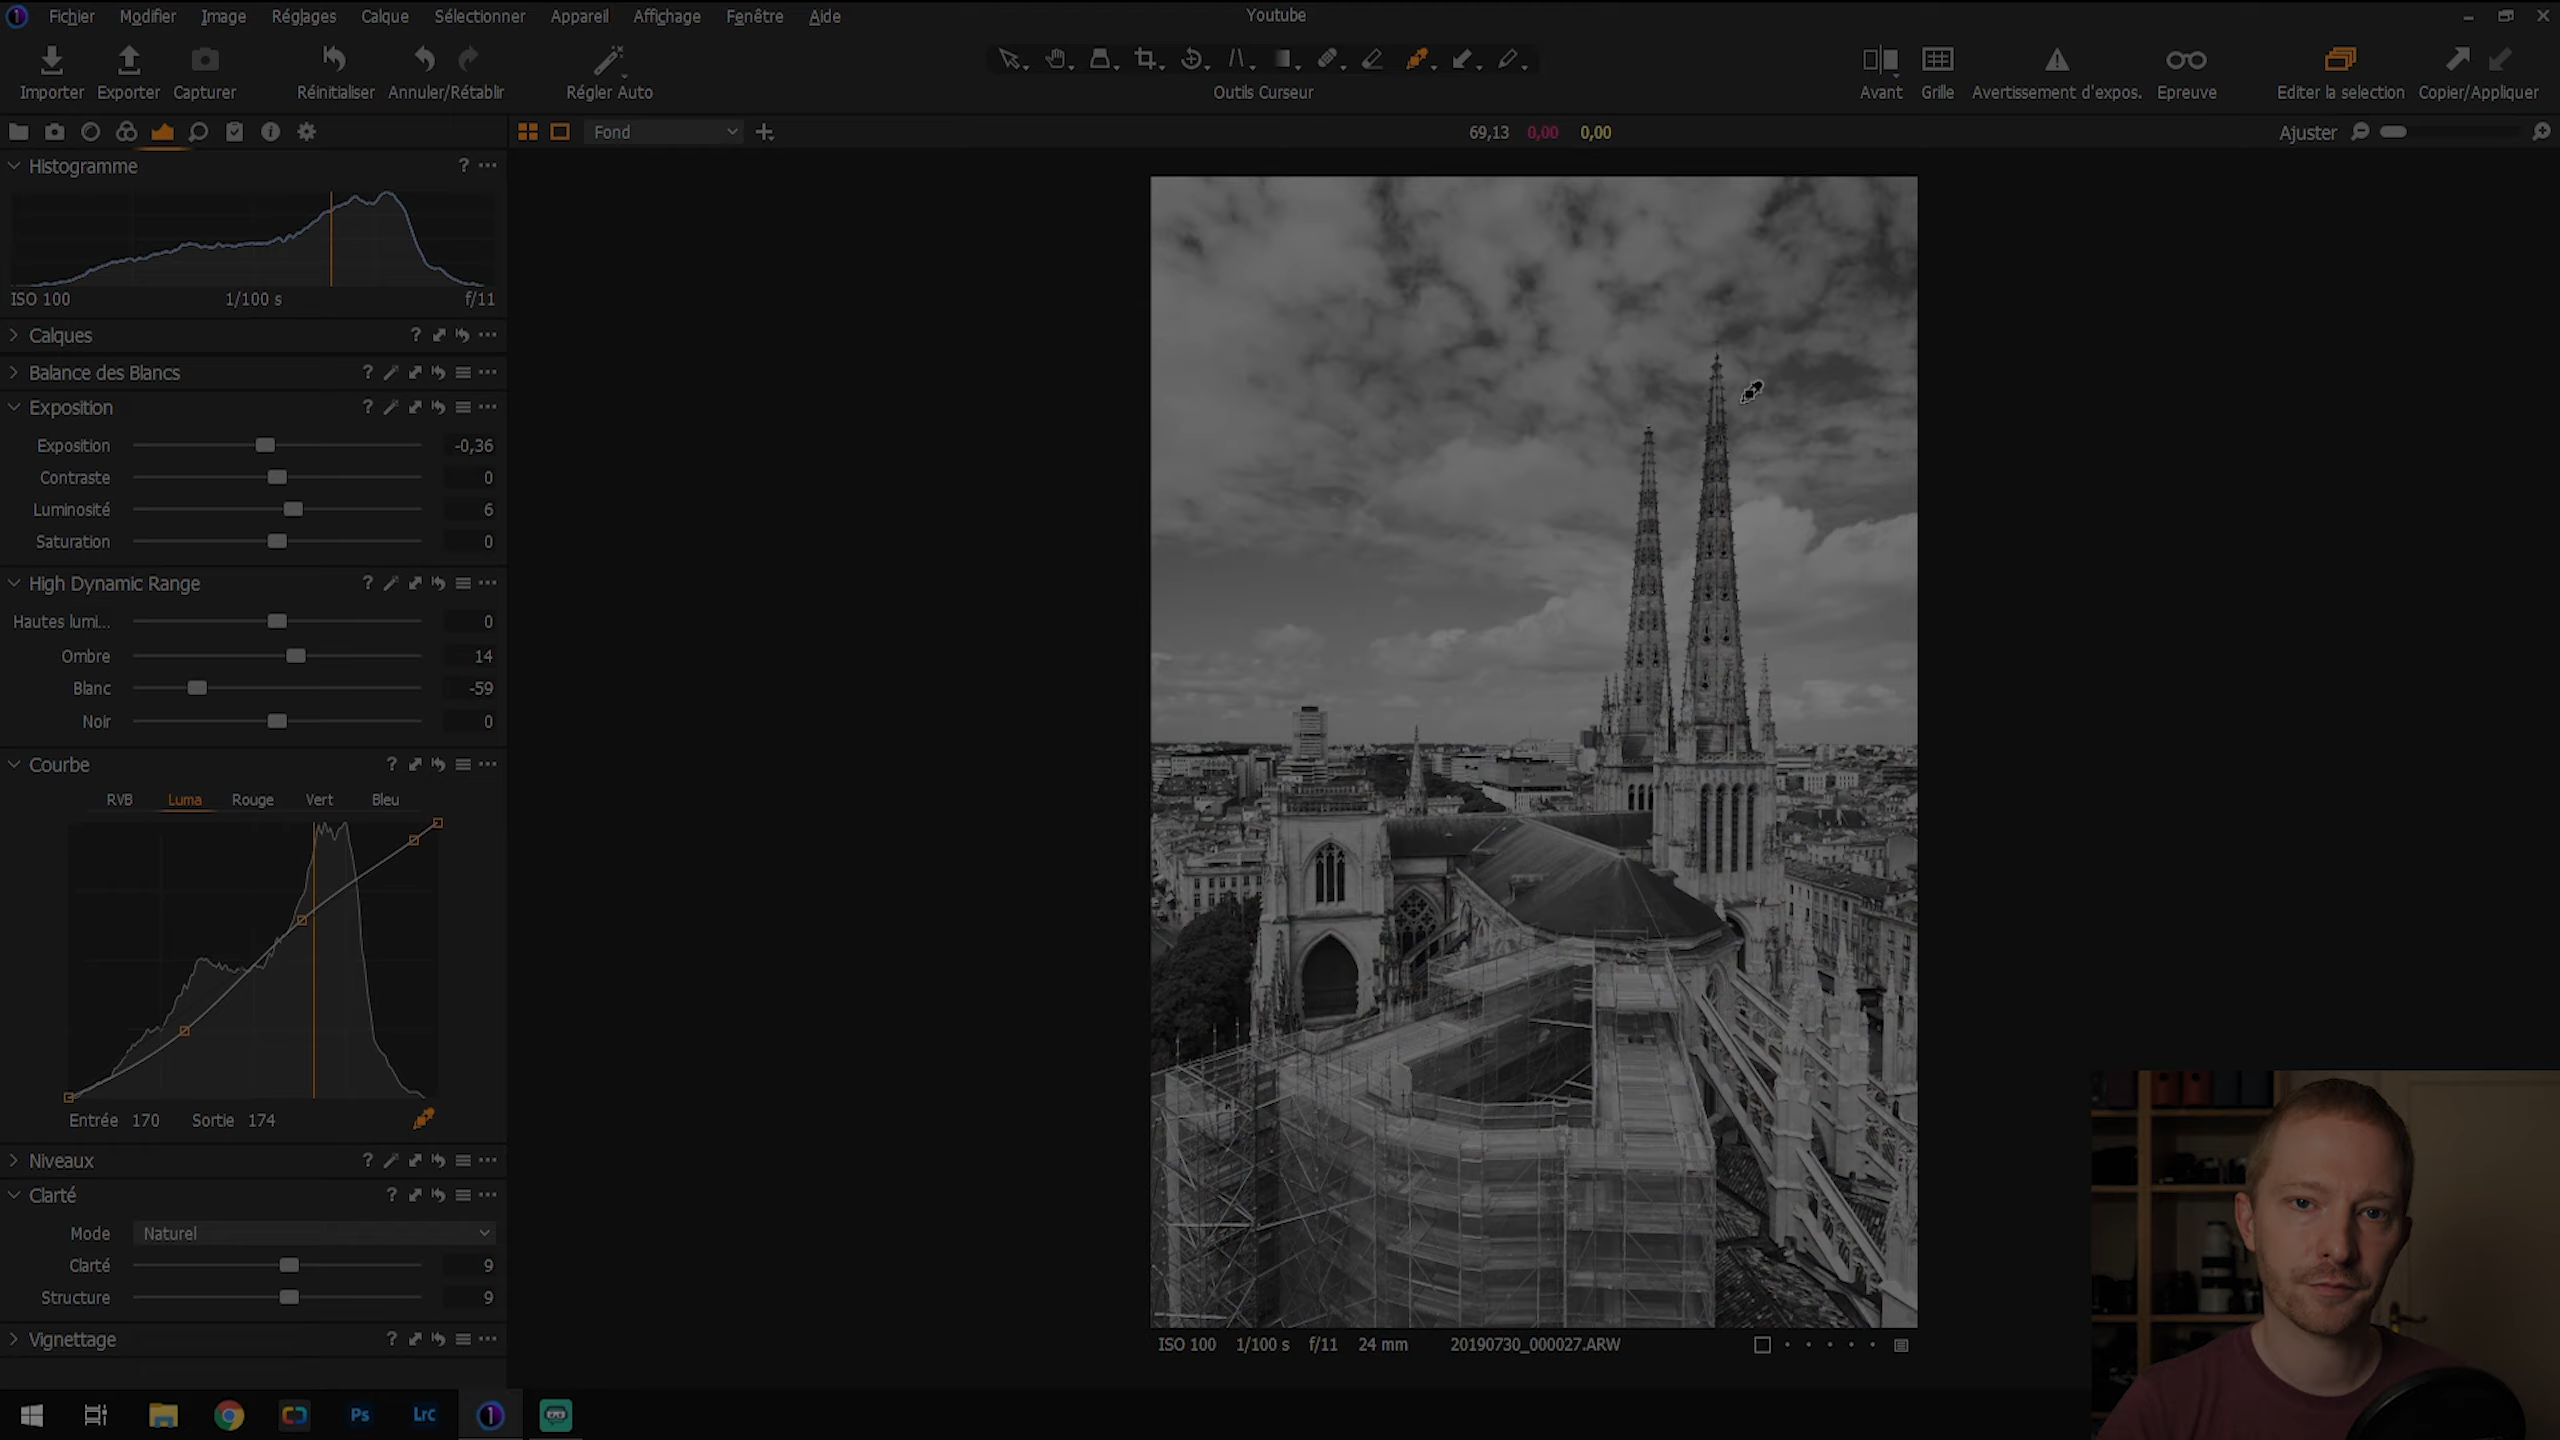 Fichier Modifier Image Réglages Calque Sélectionner Appareil Affichage Fenêtre Aide Youtube
Importer Exporter Capturer Réinitialiser Annuler/Rétablir Régler Auto Outils Curseur Avant Grille Avertissement d'expos. Epreuve Editer la selection Copier/Appliquer
Fond 69,13 0,00 0,00 Ajuster
Histogramme ?
ISO 100 1/100 s f/11
Calques ?
Balance des Blancs ?
Exposition ?
Exposition -0,36
Contraste 0
Luminosité 6
Saturation 0
High Dynamic Range ?
Hautes lumi... 0
Ombre 14
Blanc -59
Noir 0
Courbe ?
RVB Luma Rouge Vert Bleu
Entrée 170 Sortie 174
Niveaux ?
Clarté ?
Mode Naturel
Clarté 9
Structure 9
Vignettage ?
ISO 100 1/100 s f/11 24 mm 20190730_000027.ARW
Ps LrC 1